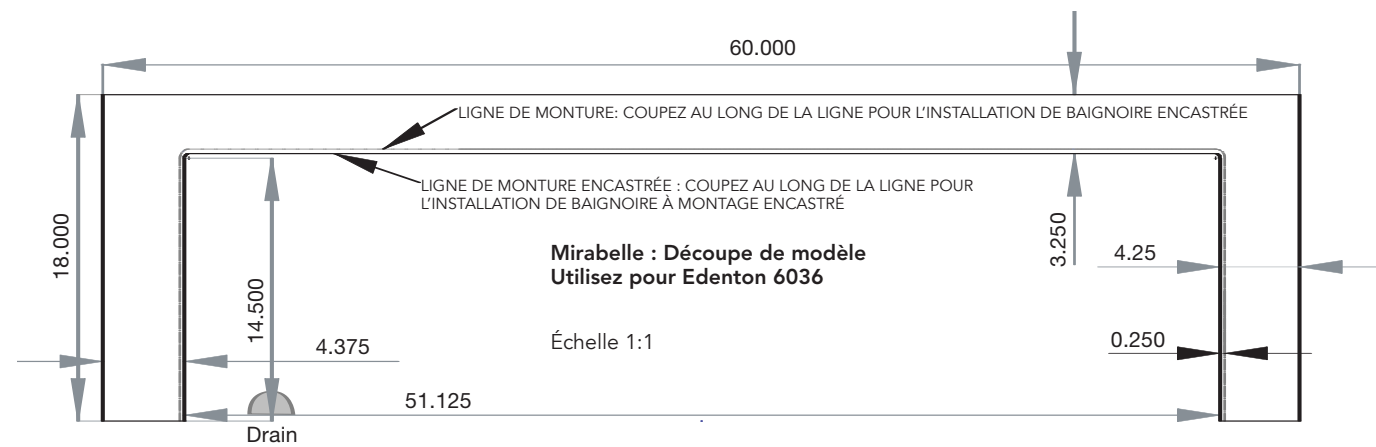 60.000
LIGNE DE MONTURE: COUPEZ AU LONG DE LA LIGNE POUR L'INSTALLATION DE BAIGNOIRE ENCASTRÉE
LIGNE DE MONTURE ENCASTRÉE : COUPEZ AU LONG DE LA LIGNE POUR
L'INSTALLATION DE BAIGNOIRE À MONTAGE ENCASTRÉ
18.000
3.250
Mirabelle : Découpe de modèle
Utilisez pour Edenton 6036
4.25
14.500
Échelle 1:1
4.375
0.250
51.125
Drain